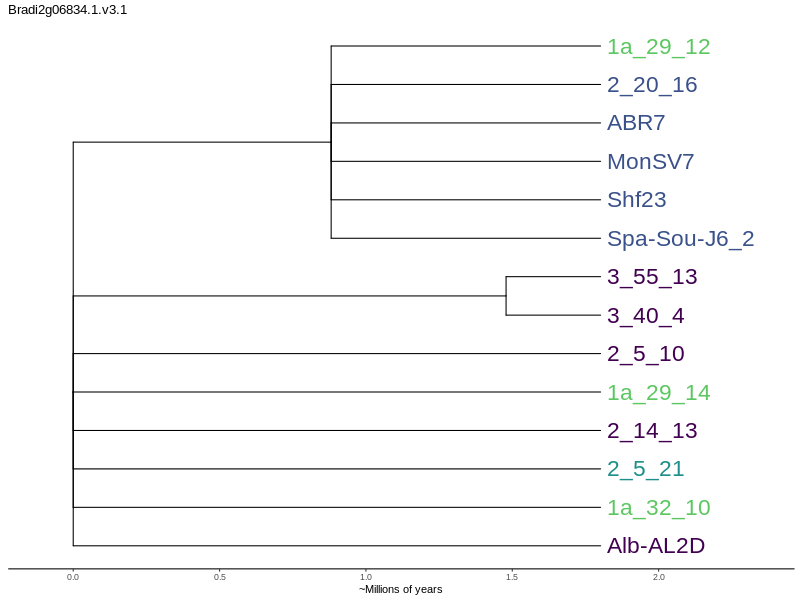 Bradi2g06834.1.v3.1
1a_29_12
2_20_16
ABR7
MonSV7
Shf23
Spa-Sou-J6_2
3_55_13
3_40_4
2_5_10
1a_29_14
2_14_13
2_5_21
1a_32_10
Alb-AL2D
0.0 0.5 1.0 1.5 2.0
~Millions of years